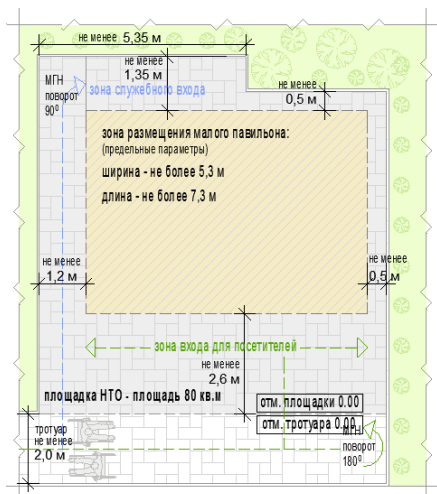 не менее 5,35 м
не менее
1,35 м
МГН
поворот
90⁰
зона служебного входа
не менее
0,5 м
зона размещения малого павильона:
(предельные параметры)
ширина - не более 5,3 м
длина - не более 7,3 м
не менее
1,2 м
не менее
0,5 м
зона входа для посетителей
не менее
2,6 м
площадка НТО - площадь 80 кв.м
отм. площадки 0.00
отм. тротуара 0.00
тротуар
не менее
2,0 м
МГН
поворот
180⁰